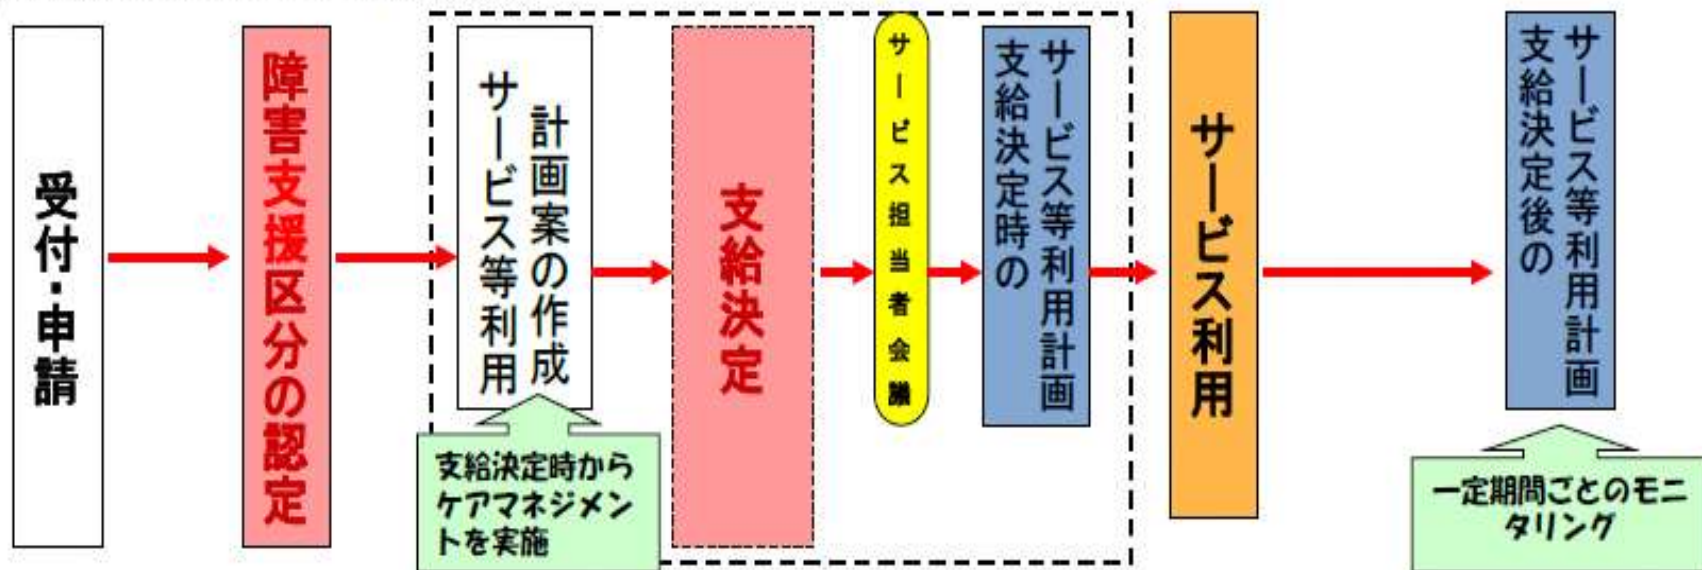 受付・申請
障害支援区分の認定
サービス等利用
計画案の作成
支給決定時から
ケアマネジメン
トを実施
支給決定
サービス担当者会議
支給決定時の
サービス等利用計画
サービス利用
支給決定後の
サービス等利用計画
一定期間ごとのモニ
タリング